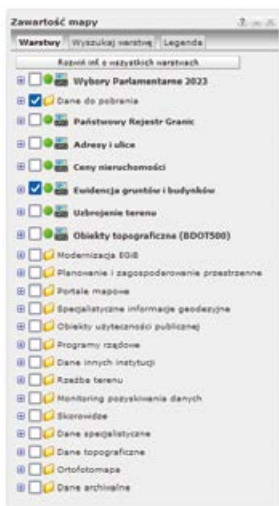 Zawartość mapy
Warstwy Wyszukaj warstwę Legenda
Rozwiń inf. o wszystkich warstwach
Wybory Parlamentarne 2023
Dane do pobrania
Państwowy Rejestr Granic
Adresy i ulice
Ceny nieruchomości
Ewidencja gruntów i budynków
Uzbrojenie terenu
Obiekty topograficzne (BDOT500)
Modernizacja EGiB
Planowanie i zagospodarowanie przestrzenne
Portale mapowe
Specjalistyczne informacje geodezyjne
Obiekty użyteczności publicznej
Programy rządowe
Dane innych instytucji
Rzeźba terenu
Monitoring pozyskiwania danych
Skorowidze
Dane specjalistyczne
Dane topograficzne
Ortofotomapa
Dane archiwalne